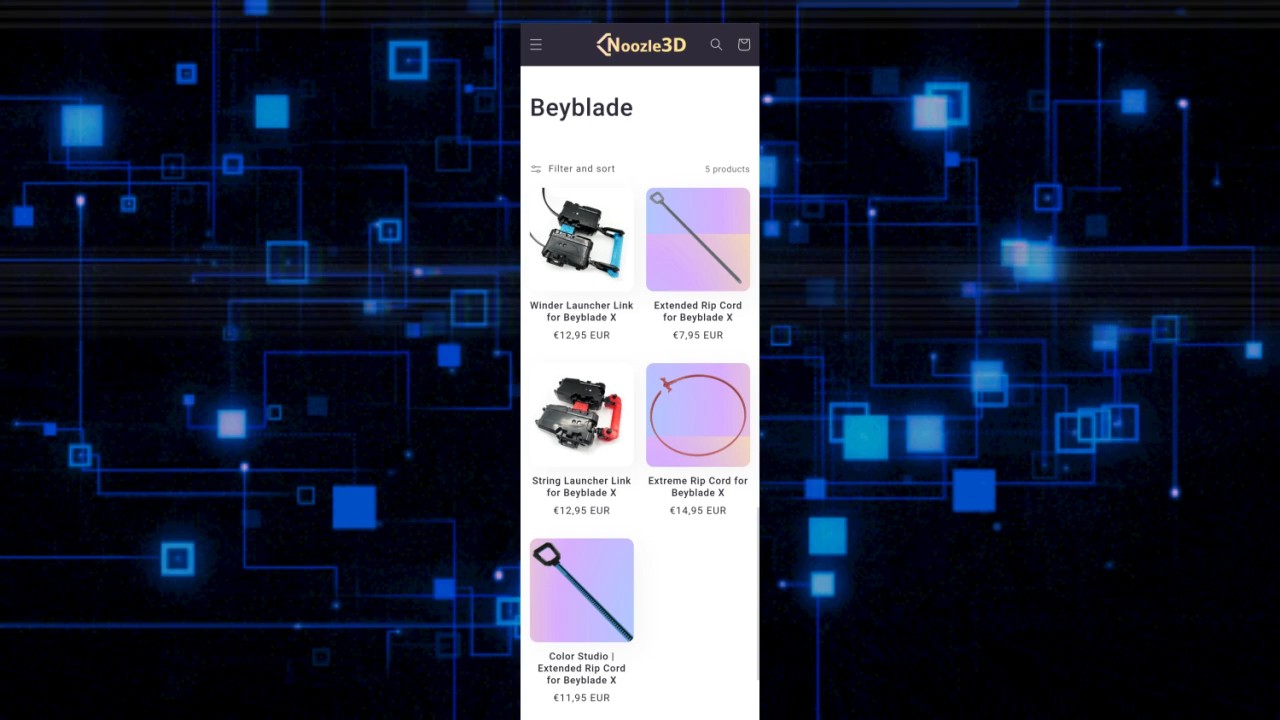 Noozle3D
Beyblade
Filter and sort
5 products
Winder Launcher Link
for Beyblade X
€12,95 EUR
Extended Rip Cord
for Beyblade X
€7,95 EUR
String Launcher Link
for Beyblade X
€12,95 EUR
Extreme Rip Cord for
Beyblade X
€14,95 EUR
Color Studio |
Extended Rip Cord
for Beyblade X
€11,95 EUR